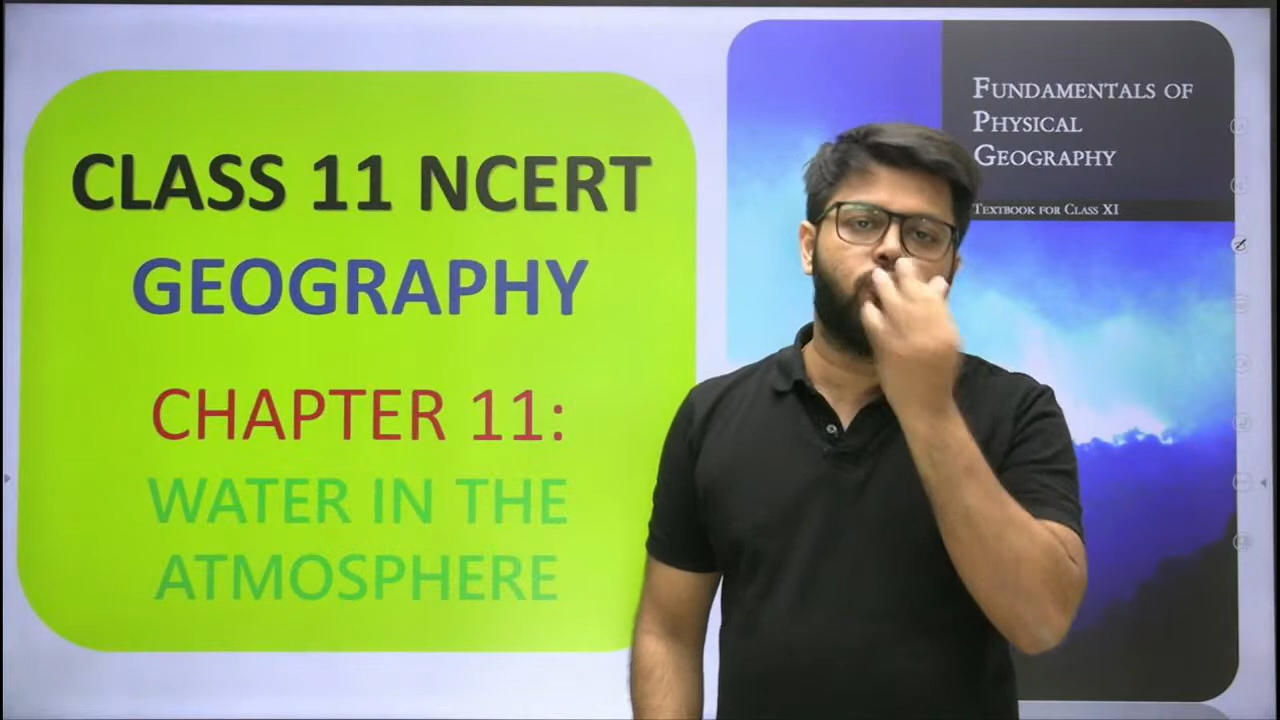 CLASS 11 NCERT
GEOGRAPHY
CHAPTER 11:
WATER IN THE
ATMOSPHERE
FUNDAMENTALS OF
PHYSICAL
GEOGRAPHY
TEXTBOOK FOR CLASS XI